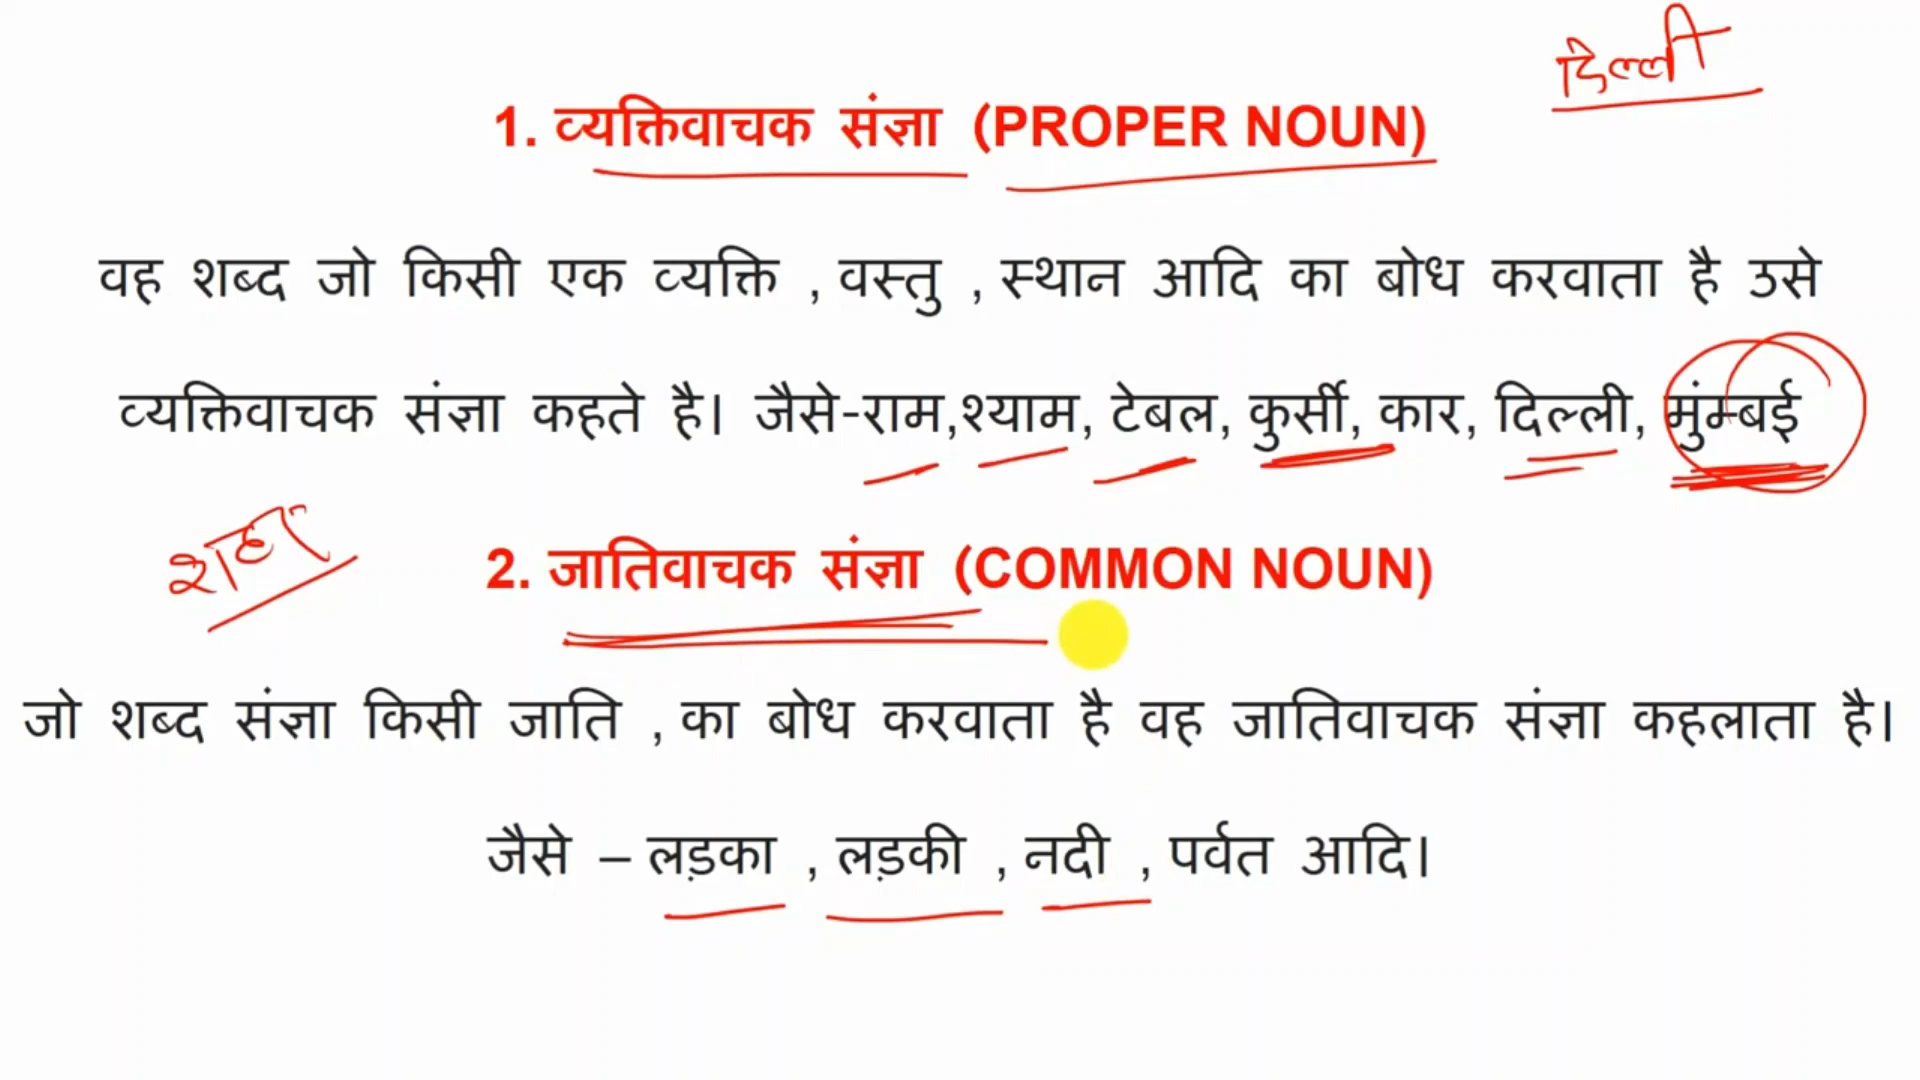 दिल्ली
1. व्यक्तिवाचक संज्ञा (PROPER NOUN)
वह शब्द जो किसी एक व्यक्ति , वस्तु , स्थान आदि का बोध करवाता है उसे
व्यक्तिवाचक संज्ञा कहते है। जैसे-राम,श्याम, टेबल, कुर्सी, कार, दिल्ली, मुंम्बई
2. जातिवाचक संज्ञा (COMMON NOUN)
जो शब्द संज्ञा किसी जाति , का बोध करवाता है वह जातिवाचक संज्ञा कहलाता है।
जैसे – लड़का , लड़की , नदी , पर्वत आदि।